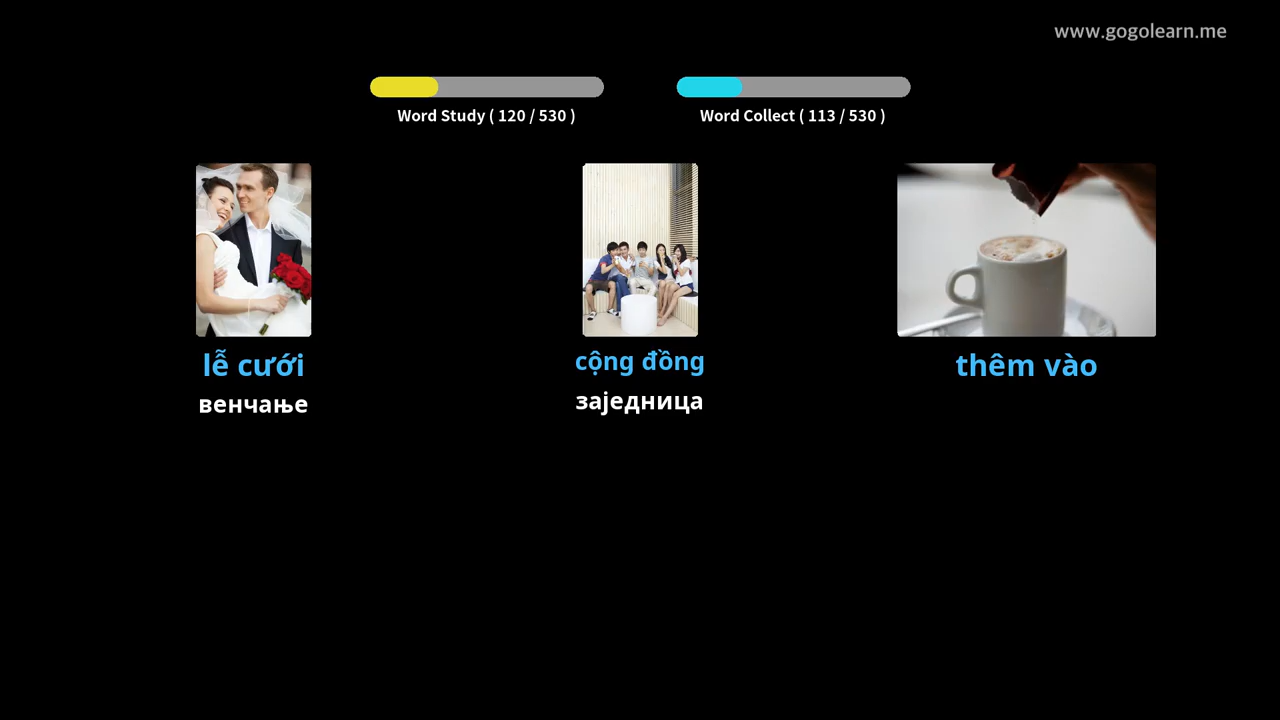 www.gogolearn.me
Word Study ( 120 / 530 )
Word Collect ( 113 / 530 )
lễ cưới
венчање
cộng đồng
заједница
thêm vào